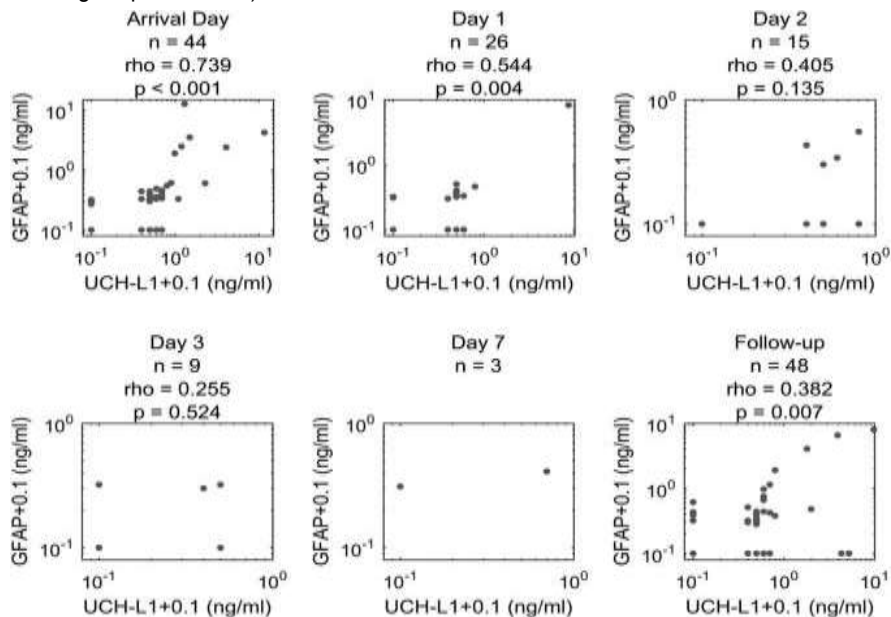 Arrival Day
n = 44
rho = 0.739
p < 0.001
10¹
10⁰
10⁻¹
GFAP+0.1 (ng/ml)
10⁻¹ 10⁰ 10¹
UCH-L1+0.1 (ng/ml)
Day 1
n = 26
rho = 0.544
p = 0.004
10¹
10⁰
10⁻¹
GFAP+0.1 (ng/ml)
10⁻¹ 10⁰ 10¹
UCH-L1+0.1 (ng/ml)
Day 2
n = 15
rho = 0.405
p = 0.135
10⁰
10⁻¹
GFAP+0.1 (ng/ml)
10⁻¹ 10⁰
UCH-L1+0.1 (ng/ml)
Day 3
n = 9
rho = 0.255
p = 0.524
10⁰
10⁻¹
GFAP+0.1 (ng/ml)
10⁻¹ 10⁰
UCH-L1+0.1 (ng/ml)
Day 7
n = 3
10⁰
10⁻¹
GFAP+0.1 (ng/ml)
10⁻¹ 10⁰
UCH-L1+0.1 (ng/ml)
Follow-up
n = 48
rho = 0.382
p = 0.007
10¹
10⁰
10⁻¹
GFAP+0.1 (ng/ml)
10⁻¹ 10⁰ 10¹
UCH-L1+0.1 (ng/ml)